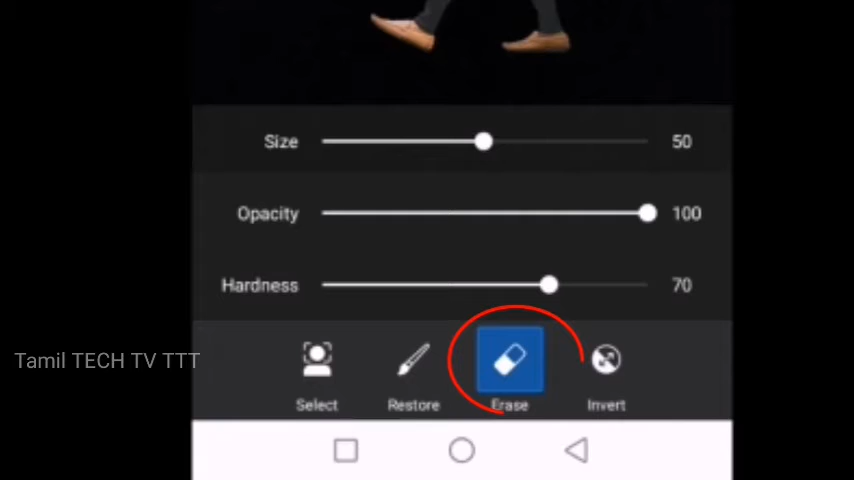 Size 50
Opacity 100
Hardness 70
Tamil TECH TV TTT
Select Restore Erase Invert